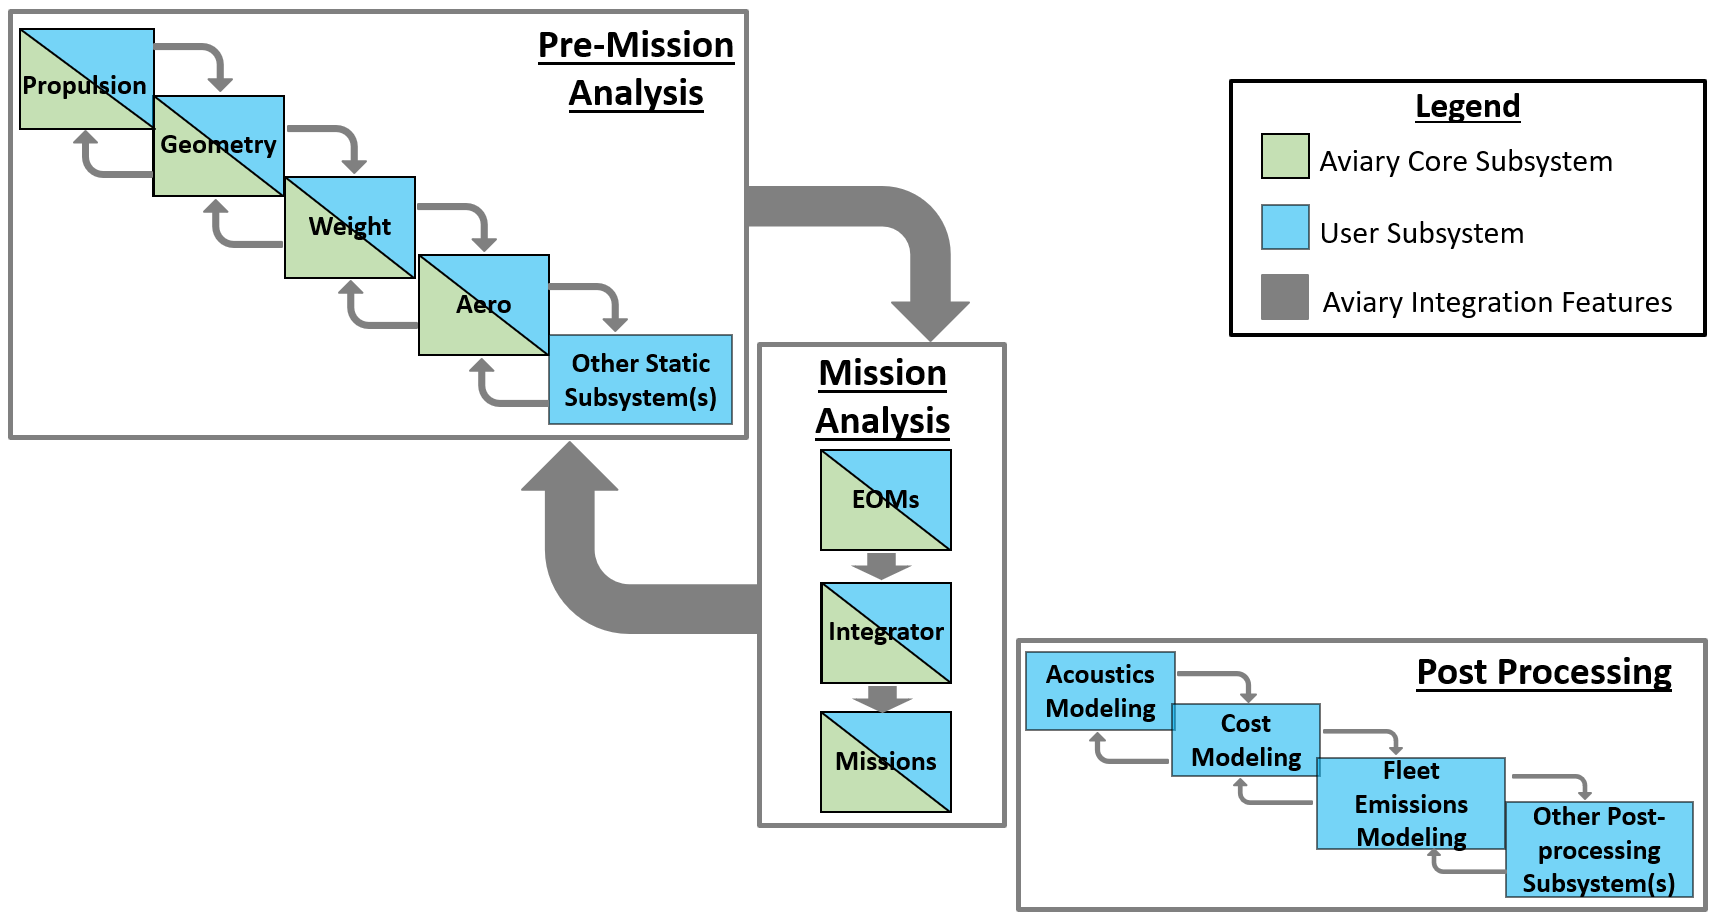 Pre-Mission
Analysis
Propulsion
Geometry
Weight
Aero
Other Static
Subsystem(s)
Legend
Aviary Core Subsystem
User Subsystem
Aviary Integration Features
Mission
Analysis
EOMs
Integrator
Missions
Post Processing
Acoustics
Modeling
Cost
Modeling
Fleet
Emissions
Modeling
Other Post-
processing
Subsystem(s)